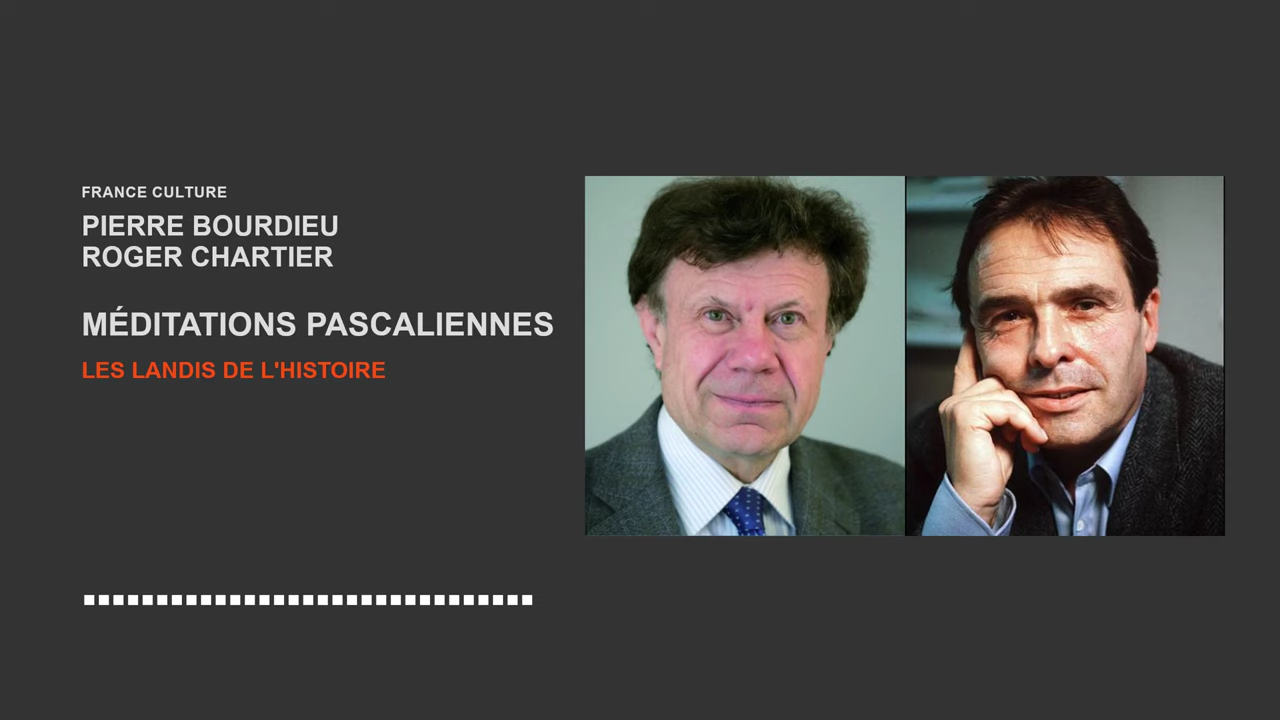 FRANCE CULTURE
PIERRE BOURDIEU
ROGER CHARTIER
MÉDITATIONS PASCALIENNES
LES LANDIS DE L'HISTOIRE